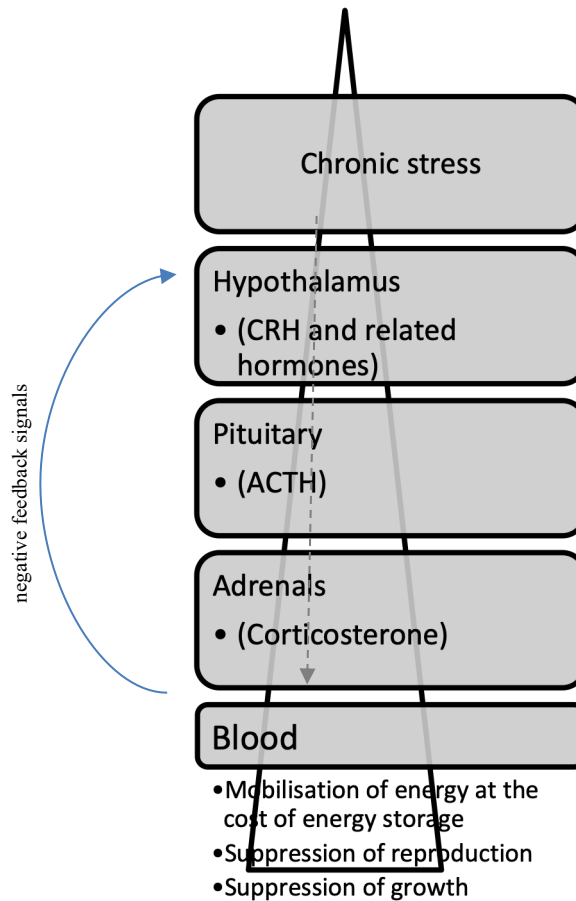 Chronic stress
Hypothalamus
• (CRH and related
hormones)
Pituitary
• (ACTH)
Adrenals
• (Corticosterone)
Blood
•Mobilisation of energy at the
cost of energy storage
•Suppression of reproduction
•Suppression of growth
negative feedback signals